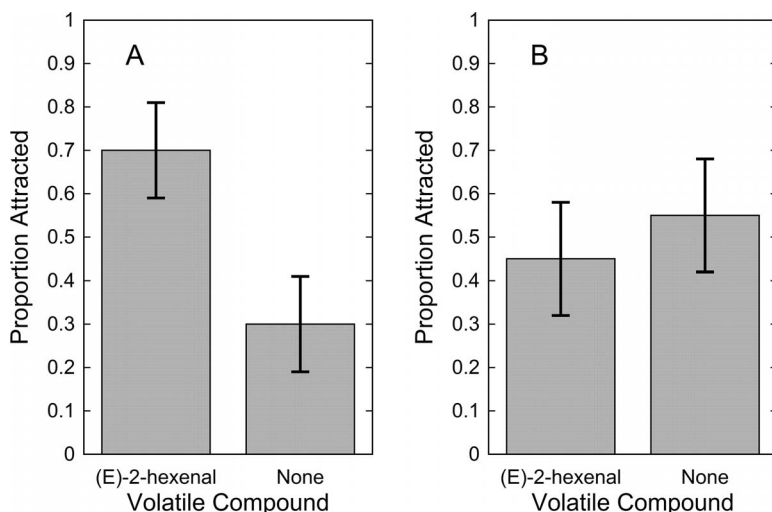 A
Proportion Attracted
1
0.9
0.8
0.7
0.6
0.5
0.4
0.3
0.2
0.1
0
(E)-2-hexenal None
Volatile Compound
B
Proportion Attracted
1
0.9
0.8
0.7
0.6
0.5
0.4
0.3
0.2
0.1
0
(E)-2-hexenal None
Volatile Compound